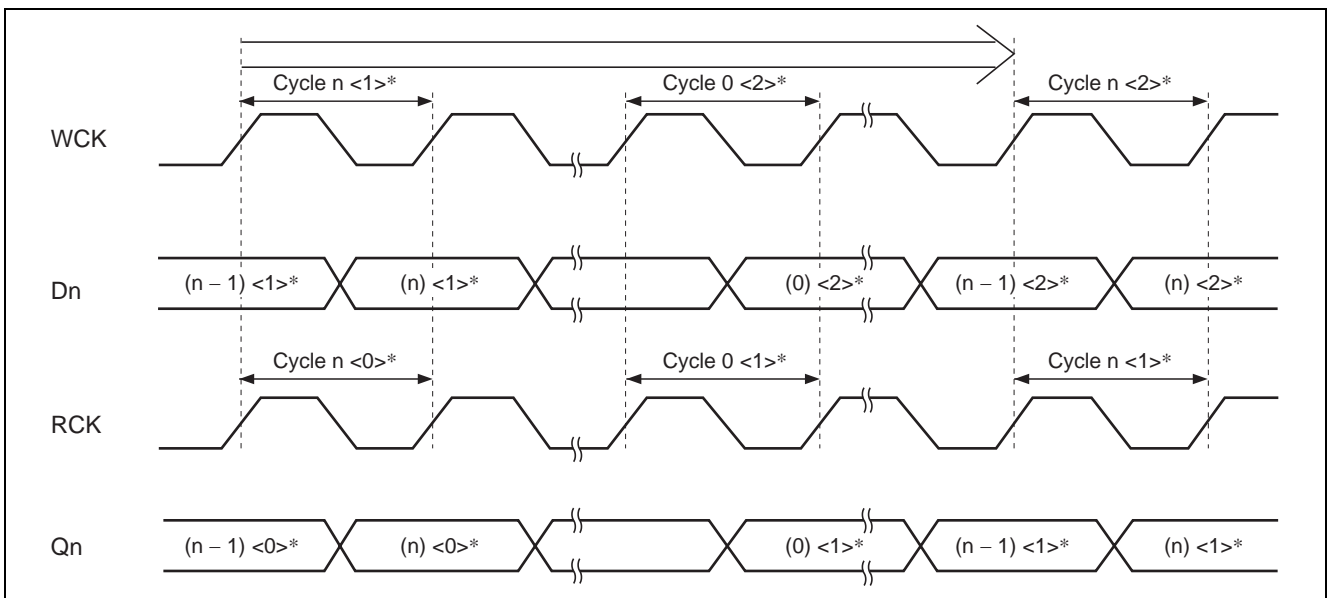 Cycle n <1>* Cycle 0 <2>* Cycle n <2>*
WCK
Dn (n − 1) <1>* (n) <1>* (0) <2>* (n − 1) <2>* (n) <2>*
Cycle n <0>* Cycle 0 <1>* Cycle n <1>*
RCK
Qn (n − 1) <0>* (n) <0>* (0) <1>* (n − 1) <1>* (n) <1>*